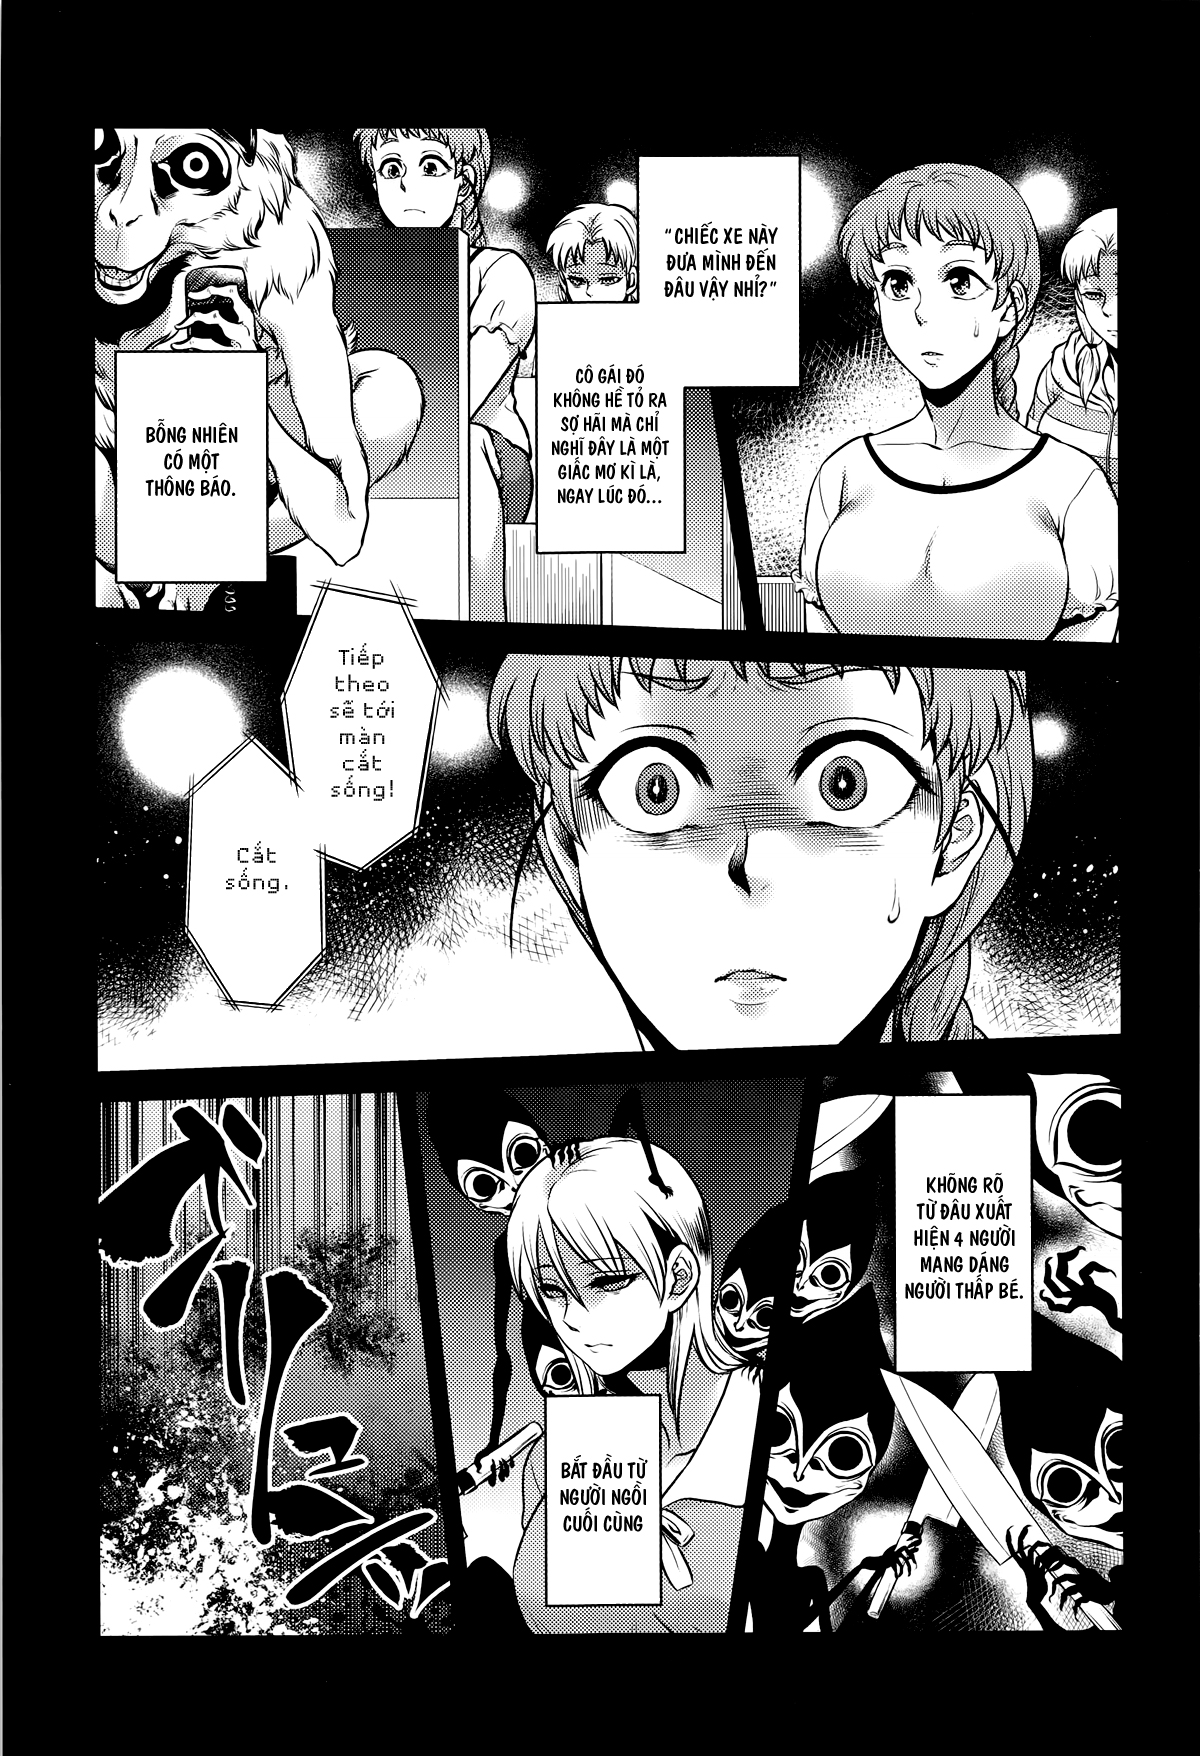 “CHIẾC XE NÀY
ĐƯA MÌNH ĐẾN
ĐÂU VẬY NHỈ?”
CÔ GÁI ĐÓ
KHÔNG HỀ TỎ RA
SỢ HÃI MÀ CHỈ
NGHĨ ĐÂY LÀ MỘT
GIẤC MƠ KÌ LẠ,
NGAY LÚC ĐÓ...
BỖNG NHIÊN
CÓ MỘT
THÔNG BÁO.
Tiếp
theo
sẽ tới
màn
cắt
sống!
Cắt
sống.
KHÔNG RÕ
TỪ ĐÂU XUẤT
HIỆN 4 NGƯỜI
MANG DÁNG
NGƯỜI THẤP BÉ.
BẮT ĐẦU TỪ
NGƯỜI NGỒI
CUỐI CÙNG
ズリュ